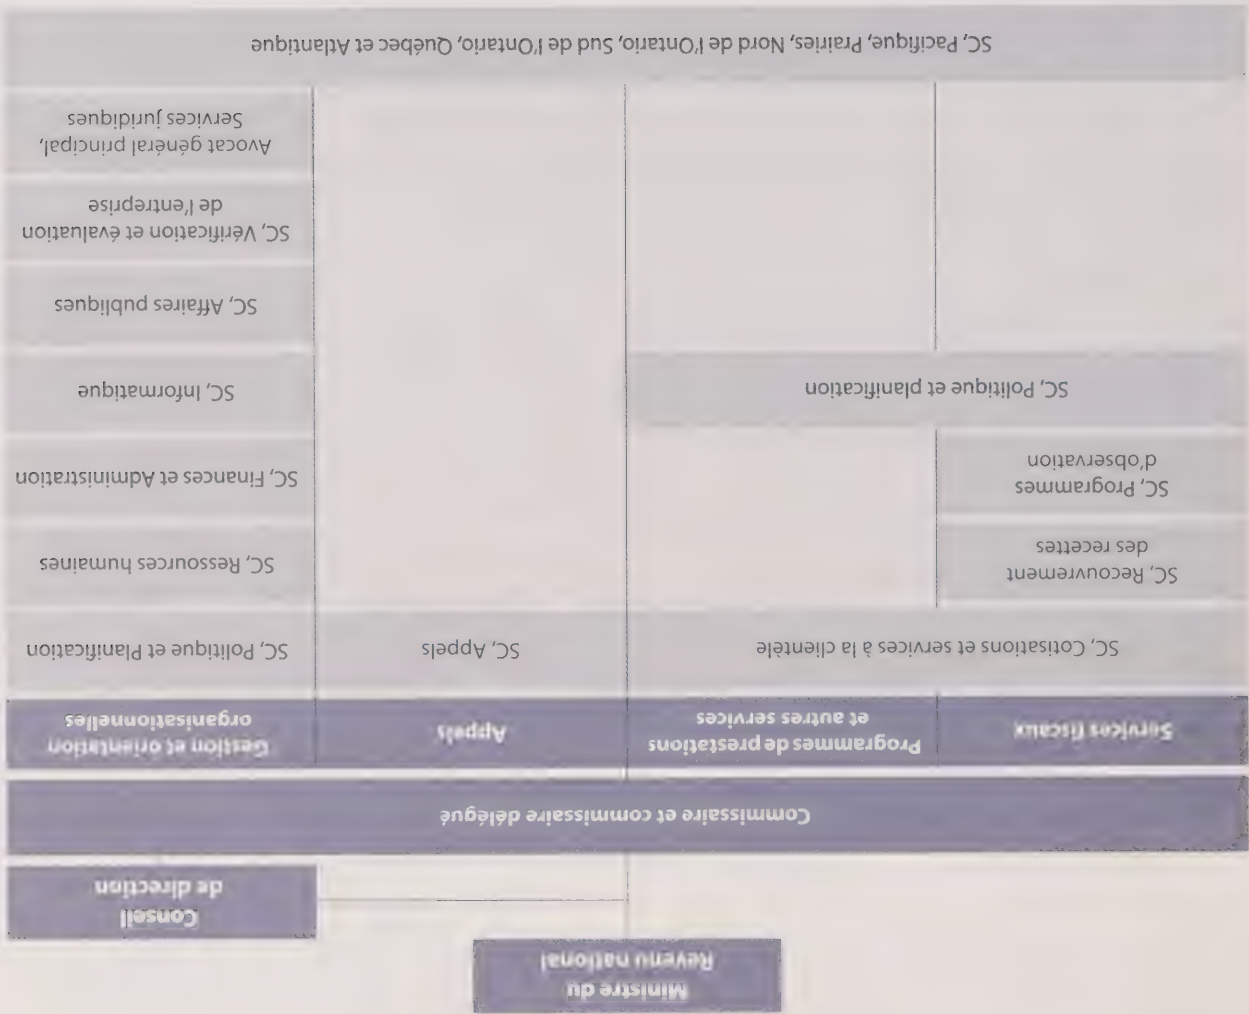 Ministre du
Revenu national
Conseil
de direction
Commissaire et commissaire délégué
Services fiscaux
Programmes de prestations
et autres services
Appels
Gestion et orientation
organisationnelles
SC, Cotisations et services à la clientèle
SC, Appels
SC, Politique et Planification
SC, Recouvrement
des recettes
SC, Ressources humaines
SC, Programmes
d'observation
SC, Finances et Administration
SC, Politique et planification
SC, Informatique
SC, Affaires publiques
SC, Vérification et évaluation
de l'entreprise
Avocat général principal,
Services juridiques
SC, Pacifique, Prairies, Nord de l'Ontario, Sud de l'Ontario, Québec et Atlantique